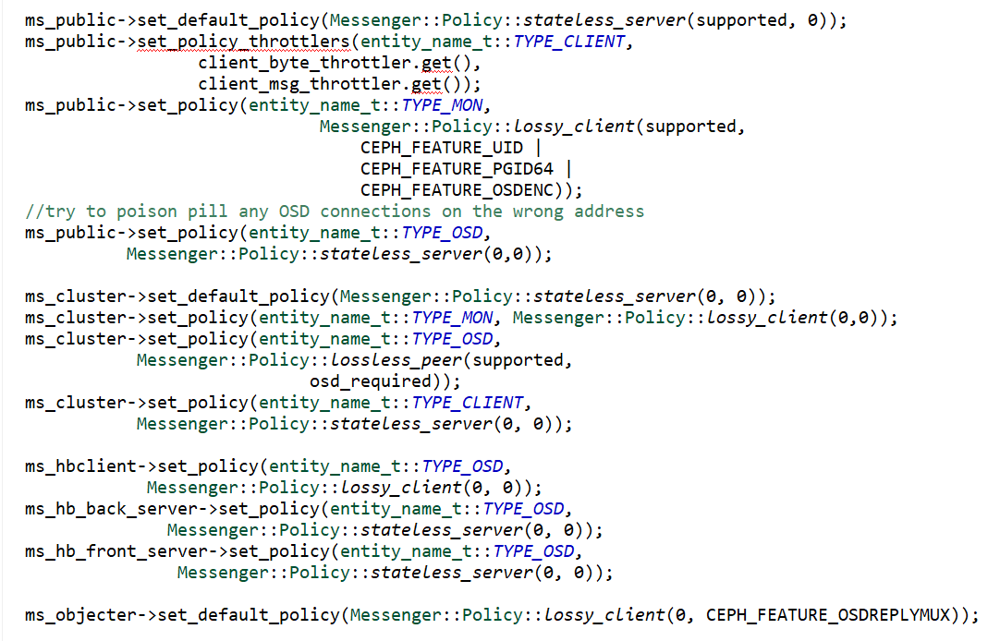 ms_public->set_default_policy(Messenger::Policy::stateless_server(supported, 0));
ms_public->set_policy_throttlers(entity_name_t::TYPE_CLIENT,
client_byte_throttler.get(),
client_msg_throttler.get());
ms_public->set_policy(entity_name_t::TYPE_MON,
Messenger::Policy::lossy_client(supported,
CEPH_FEATURE_UID |
CEPH_FEATURE_PGID64 |
CEPH_FEATURE_OSDENC));
//try to poison pill any OSD connections on the wrong address
ms_public->set_policy(entity_name_t::TYPE_OSD,
Messenger::Policy::stateless_server(0,0));
ms_cluster->set_default_policy(Messenger::Policy::stateless_server(0, 0));
ms_cluster->set_policy(entity_name_t::TYPE_MON, Messenger::Policy::lossy_client(0,0));
ms_cluster->set_policy(entity_name_t::TYPE_OSD,
Messenger::Policy::lossless_peer(supported,
osd_required));
ms_cluster->set_policy(entity_name_t::TYPE_CLIENT,
Messenger::Policy::stateless_server(0, 0));
ms_hbclient->set_policy(entity_name_t::TYPE_OSD,
Messenger::Policy::lossy_client(0, 0));
ms_hb_back_server->set_policy(entity_name_t::TYPE_OSD,
Messenger::Policy::stateless_server(0, 0));
ms_hb_front_server->set_policy(entity_name_t::TYPE_OSD,
Messenger::Policy::stateless_server(0, 0));
ms_objecter->set_default_policy(Messenger::Policy::lossy_client(0, CEPH_FEATURE_OSDREPLYMUX));